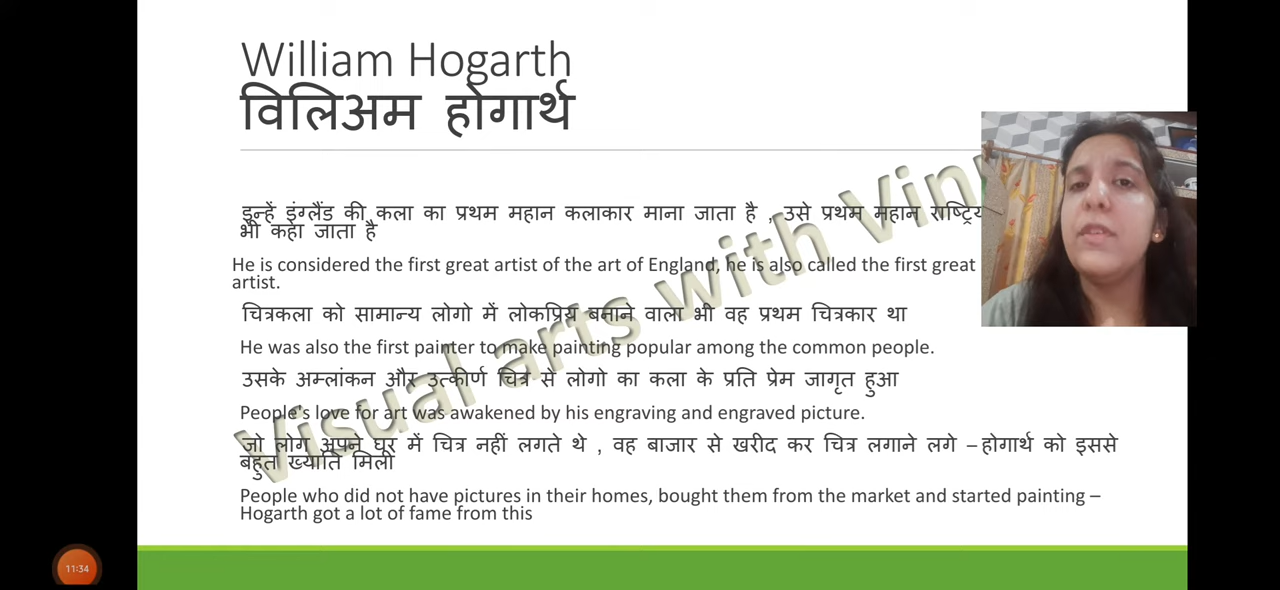 William Hogarth
विलिअम होगार्थ
इन्हें इंग्लैंड की कला का प्रथम महान कलाकार माना जाता है , उसे प्रथम महान
भी कहा जाता है
He is considered the first great artist of the art of England, he is also called the first great
artist.
चित्रकला को सामान्य लोगो में लोकप्रिय बमाने वाला भी वह प्रथम चित्रकार था
He was also the first painter to make painting popular among the common people.
उसके अम्लांकन और उत्कीर्ण चित्र से लोगो का कला के प्रति प्रेम जागृत हुआ
People's love for art was awakened by his engraving and engraved picture.
जो लोग अपने घर में चित्र नहीं लगते थे , वह बाजार से खरीद कर चित्र लगाने लगे – होगार्थ को इससे
बहुत ख्याति मिली
People who did not have pictures in their homes, bought them from the market and started painting –
Hogarth got a lot of fame from this
Visual arts with
11:34